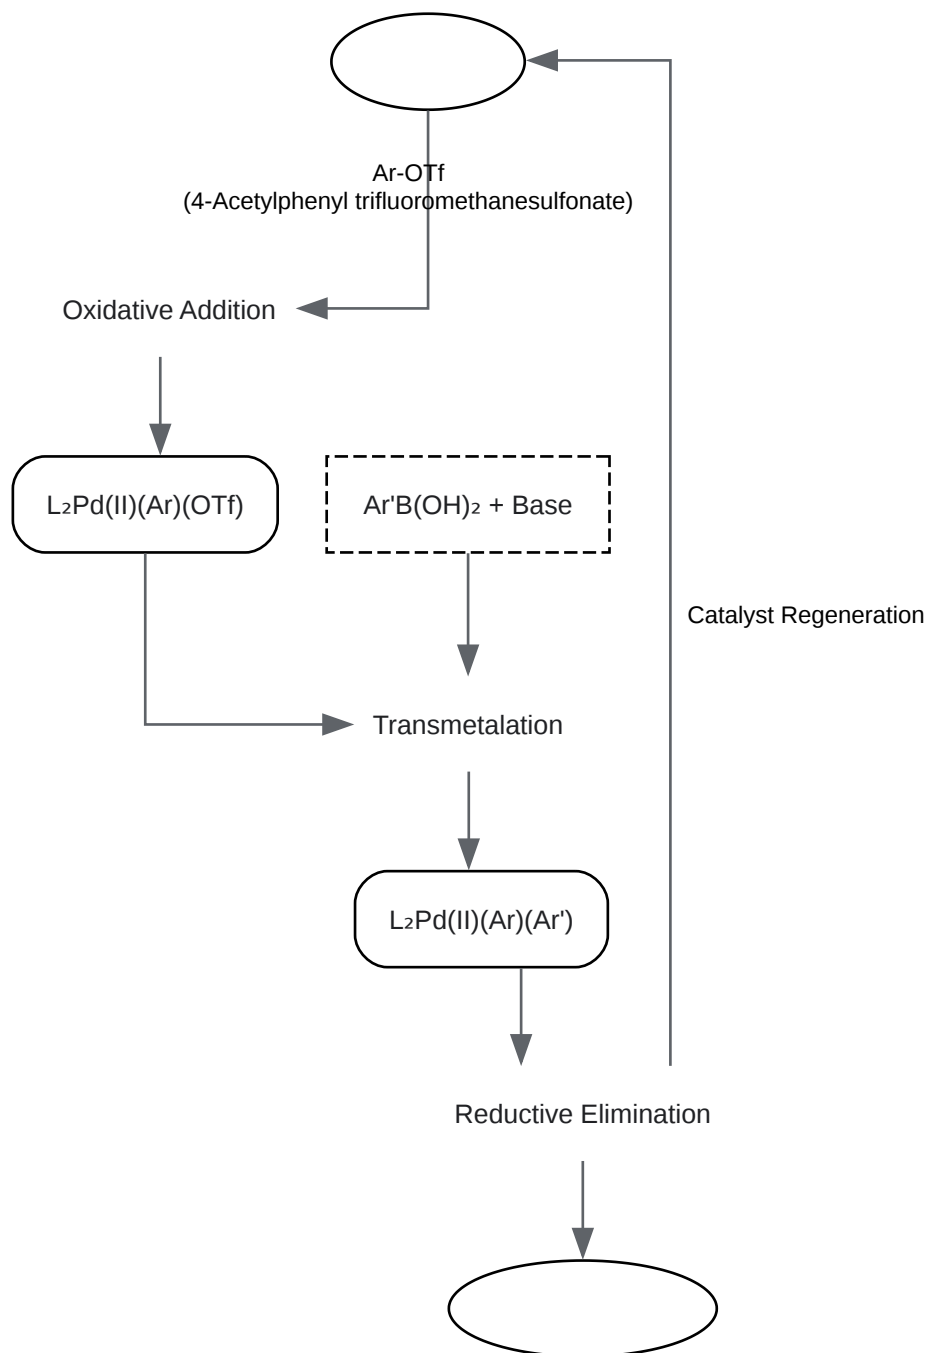 Ar-OTf
(4-Acetylphenyl trifluoromethanesulfonate)
Oxidative Addition
L₂Pd(II)(Ar)(OTf)
Ar'B(OH)₂ + Base
Catalyst Regeneration
Transmetalation
L₂Pd(II)(Ar)(Ar')
Reductive Elimination